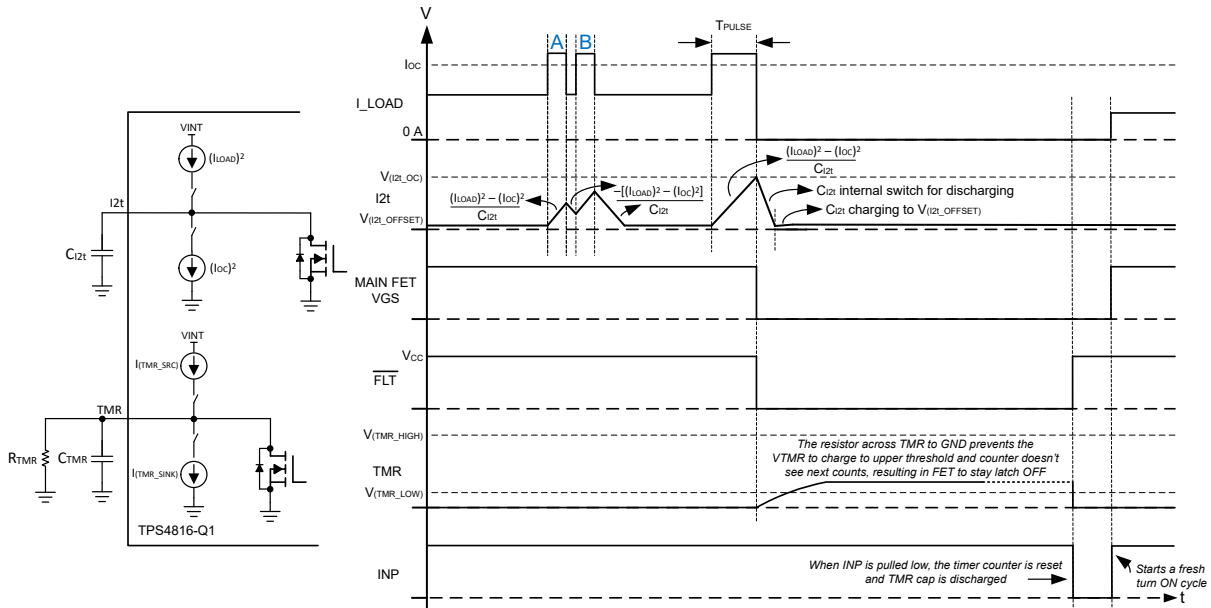 VINT
(ILOAD)²
I2t
CI2t
(IOC)²
VINT
I(TMR_SRC)
TMR
RTMR
CTMR
I(TMR_SINK)
TPS4816-Q1
V
TPULSE
A
B
IOC
I_LOAD
0 A
(ILOAD)² – (IOC)²
CI2t
V(I2t_OC)
(ILOAD)² – (IOC)²
CI2t
-[(ILOAD)² – (IOC)²]
CI2t
I2t
CI2t internal switch for discharging
V(I2t_OFFSET)
CI2t charging to V(I2t_OFFSET)
MAIN FET
VGS
VCC
FLT
V(TMR_HIGH)
The resistor across TMR to GND prevents the
VTMR to charge to upper threshold and counter doesn't
see next counts, resulting in FET to stay latch OFF
TMR
V(TMR_LOW)
INP
When INP is pulled low, the timer counter is reset
and TMR cap is discharged
Starts a fresh
turn ON cycle
t